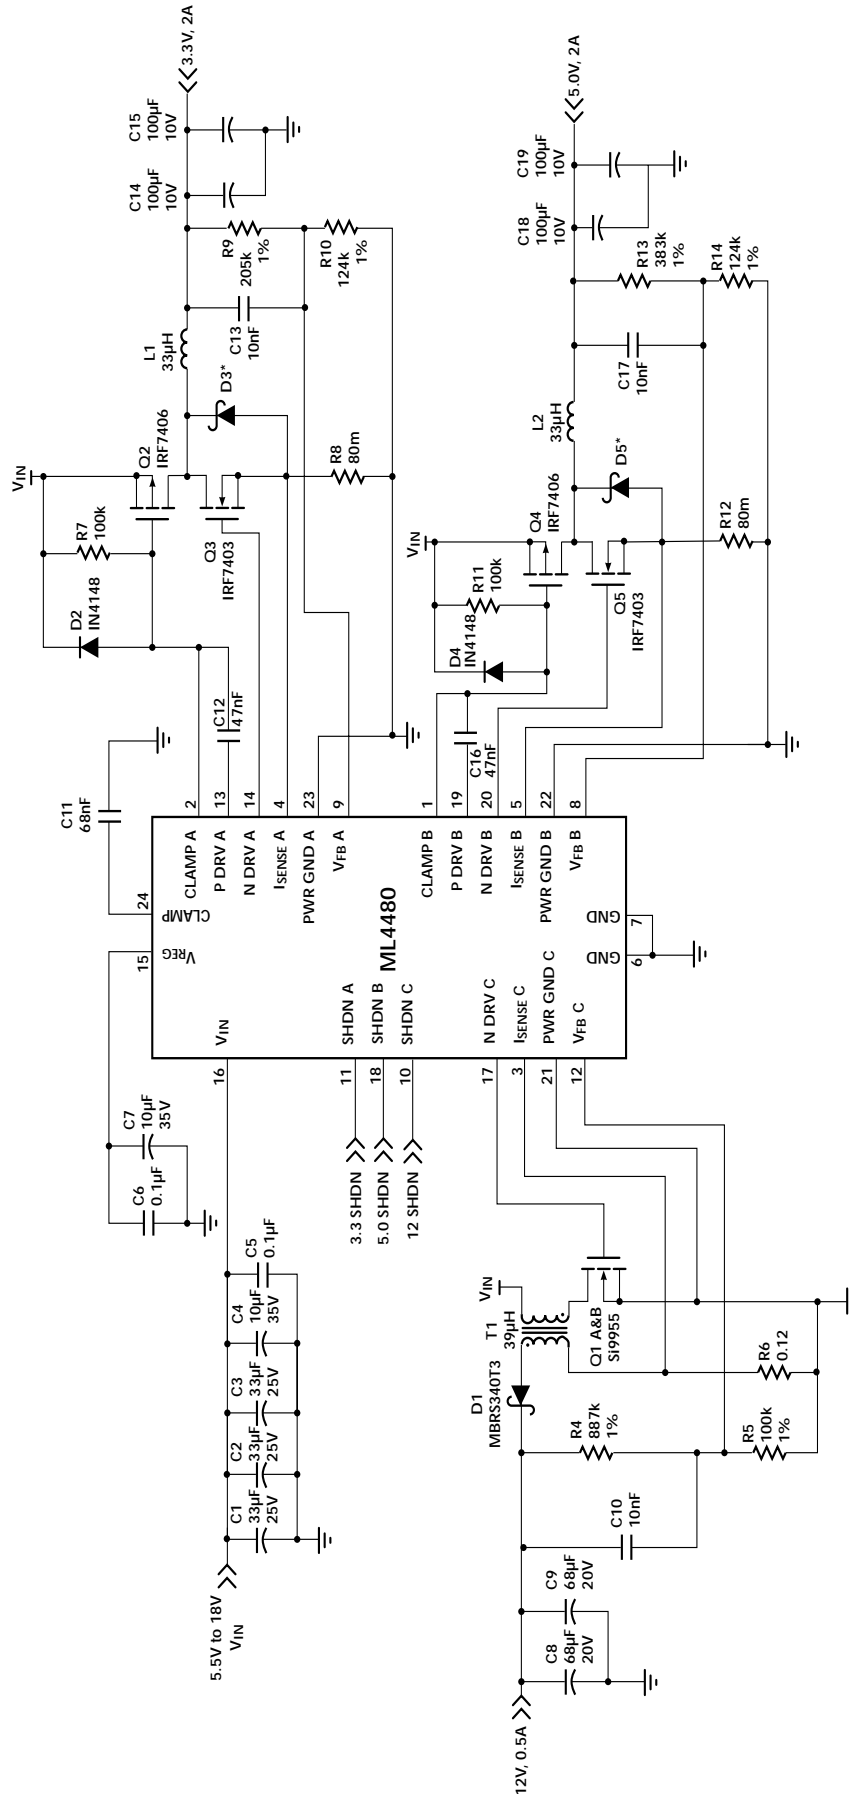 3.3V, 2A
C15
100µF
10V
C14
100µF
10V
R9
205k
1%
R10
124k
1%
C13
10nF
L1
33µH
D3*
VIN
Q2
IRF7406
R7
100k
D2
IN4148
Q3
IRF7403
R8
80m
C12
47nF
C11
68nF
5.0V, 2A
C19
100µF
10V
C18
100µF
10V
R13
383k
1%
R14
124k
1%
C17
10nF
L2
33µH
D5*
VIN
Q4
IRF7406
R11
100k
D4
IN4148
Q5
IRF7403
R12
80m
C16
47nF
2
13
14
4
23
9
1
19
20
5
22
8
CLAMP A
P DRV A
N DRV A
ISENSE A
PWR GND A
VFB A
CLAMP B
P DRV B
N DRV B
ISENSE B
PWR GND B
VFB B
24
CLAMP
15
VREG
ML4480
GND
7
GND
6
VIN
SHDN A
SHDN B
SHDN C
N DRV C
ISENSE C
PWR GND C
VFB C
16
11
18
10
17
3
21
12
C7
10µF
35V
C6
0.1µF
3.3 SHDN
5.0 SHDN
12 SHDN
C5
0.1µF
C4
10µF
35V
C3
33µF
25V
C2
33µF
25V
C1
33µF
25V
5.5V to 18V
VIN
VIN
T1
39µH
Q1 A&B
Si9955
D1
MBRS340T3
R6
0.12
R4
887k
1%
R5
100k
1%
C10
10nF
C9
68µF
20V
C8
68µF
20V
12V, 0.5A